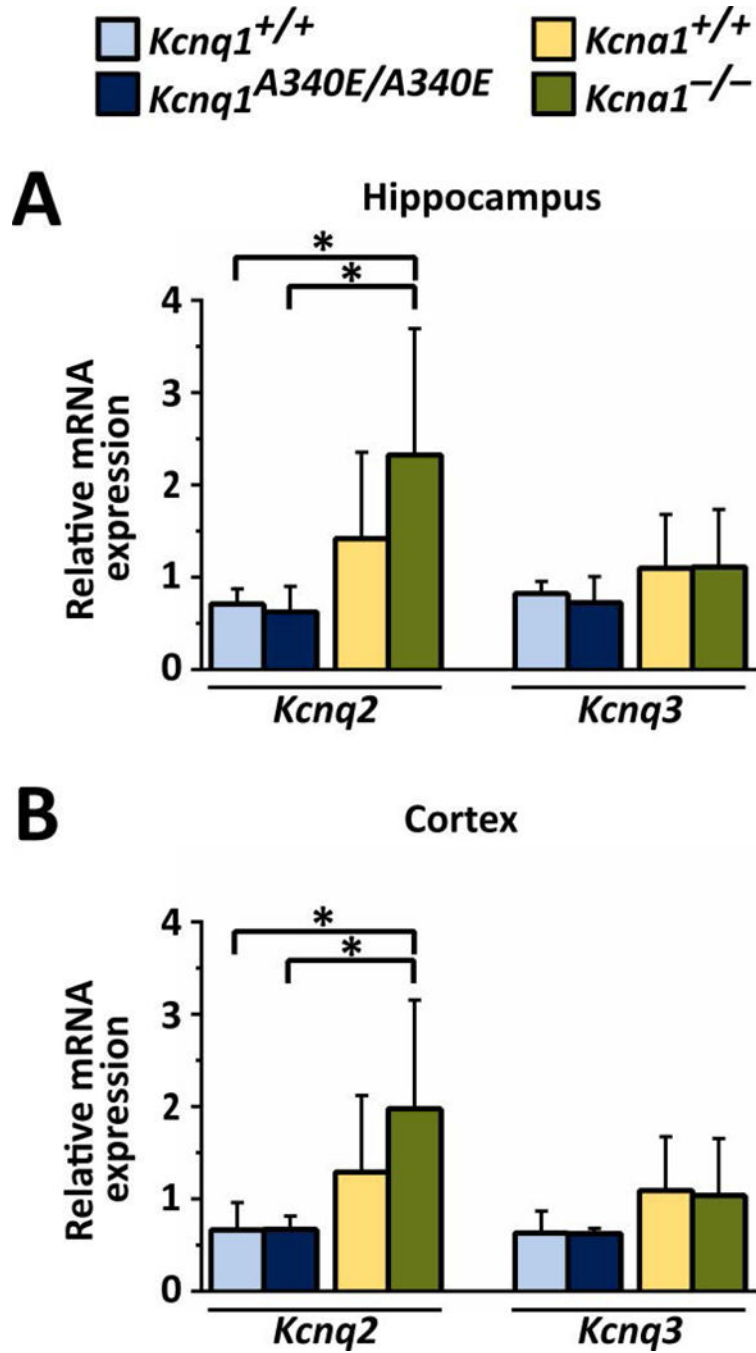 Kcnq1+/+ Kcna1+/+
Kcnq1A340E/A340E Kcna1–/–
A
Hippocampus
* 
*
4
3
2
1
0
Relative mRNA
expression
Kcnq2 Kcnq3
B
Cortex
*
*
4
3
2
1
0
Relative mRNA
expression
Kcnq2 Kcnq3